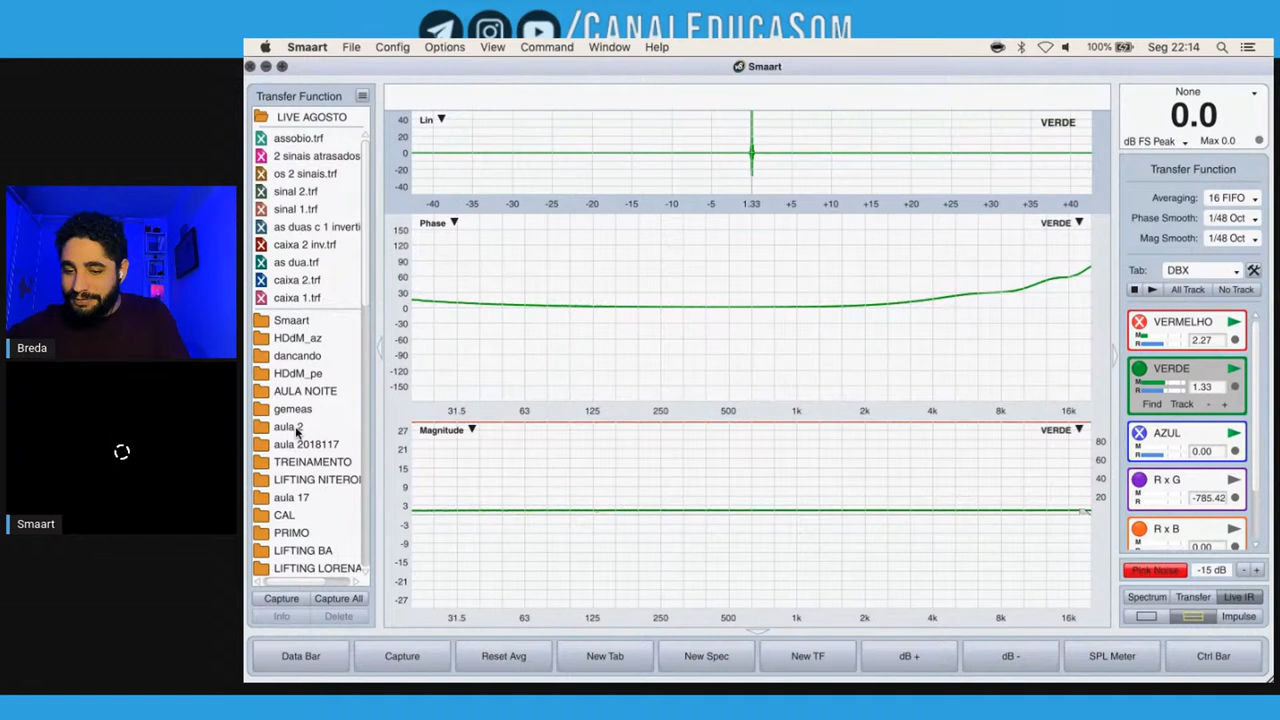 /CANALEDUCASOM
Smaart File Config Options View Command Window Help 100% Seg 22:14
Smaart
Transfer Function
LIVE AGOSTO
assobio.trf
2 sinais atrasados
os 2 sinais.trf
sinal 2.trf
sinal 1.trf
as duas c 1 inverti
caixa 2 inv.trf
as dua.trf
caixa 2.trf
caixa 1.trf
Smaart
HDdM_az
dancando
HDdM_pe
AULA NOITE
gemeas
aula 2
aula 2018117
TREINAMENTO
LIFTING NITEROI
aula 17
CAL
PRIMO
LIFTING BA
LIFTING LORENA
Capture Capture All
Info Delete
Lin VERDE
40
20
0
-20
-40
-40 -35 -30 -25 -20 -15 -10 -5 1.33 +5 +10 +15 +20 +25 +30 +35 +40
Phase VERDE
150
120
90
60
30
0
-30
-60
-90
-120
-150
31.5 63 125 250 500 1k 2k 4k 8k 16k
Magnitude VERDE
27
21
15
9
3
-3
-9
-15
-21
-27
80
60
40
20
31.5 63 125 250 500 1k 2k 4k 8k 16k
None
0.0
dB FS Peak Max 0.0
Transfer Function
Averaging: 16 FIFO
Phase Smooth: 1/48 Oct
Mag Smooth: 1/48 Oct
Tab: DBX
All Track No Track
VERMELHO
M
R 2.27
VERDE
M
R 1.33
Find Track - +
AZUL
M
R 0.00
R x G
M
R -785.42
R x B
M
R 0.00
Pink Noise -15 dB - +
Spectrum Transfer Live IR
Impulse
Data Bar Capture Reset Avg New Tab New Spec New TF dB + dB - SPL Meter Ctrl Bar
Breda
Smaart